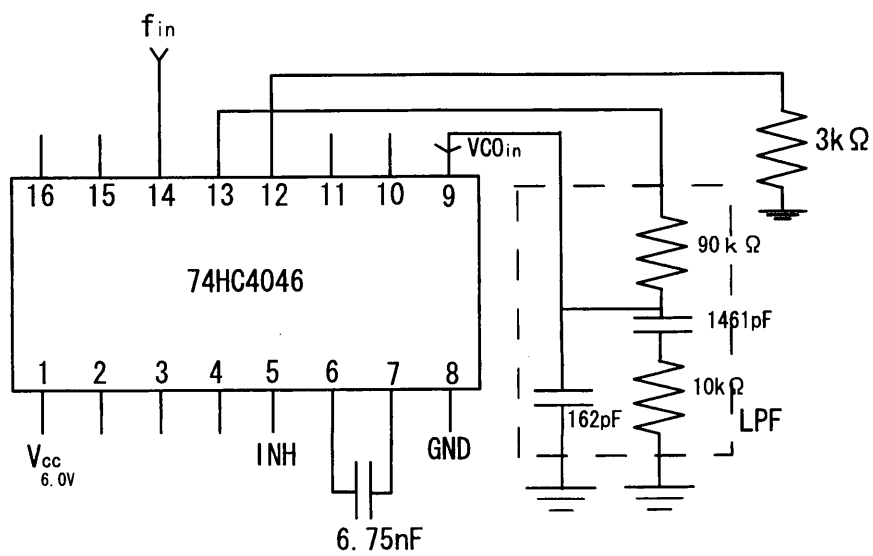 fin
3kΩ
VCOin
16 15 14 13 12 11 10 9
90kΩ
74HC4046
1461pF
1 2 3 4 5 6 7 8
10kΩ
162pF
LPF
Vcc
6.0V
INH
GND
6.75nF